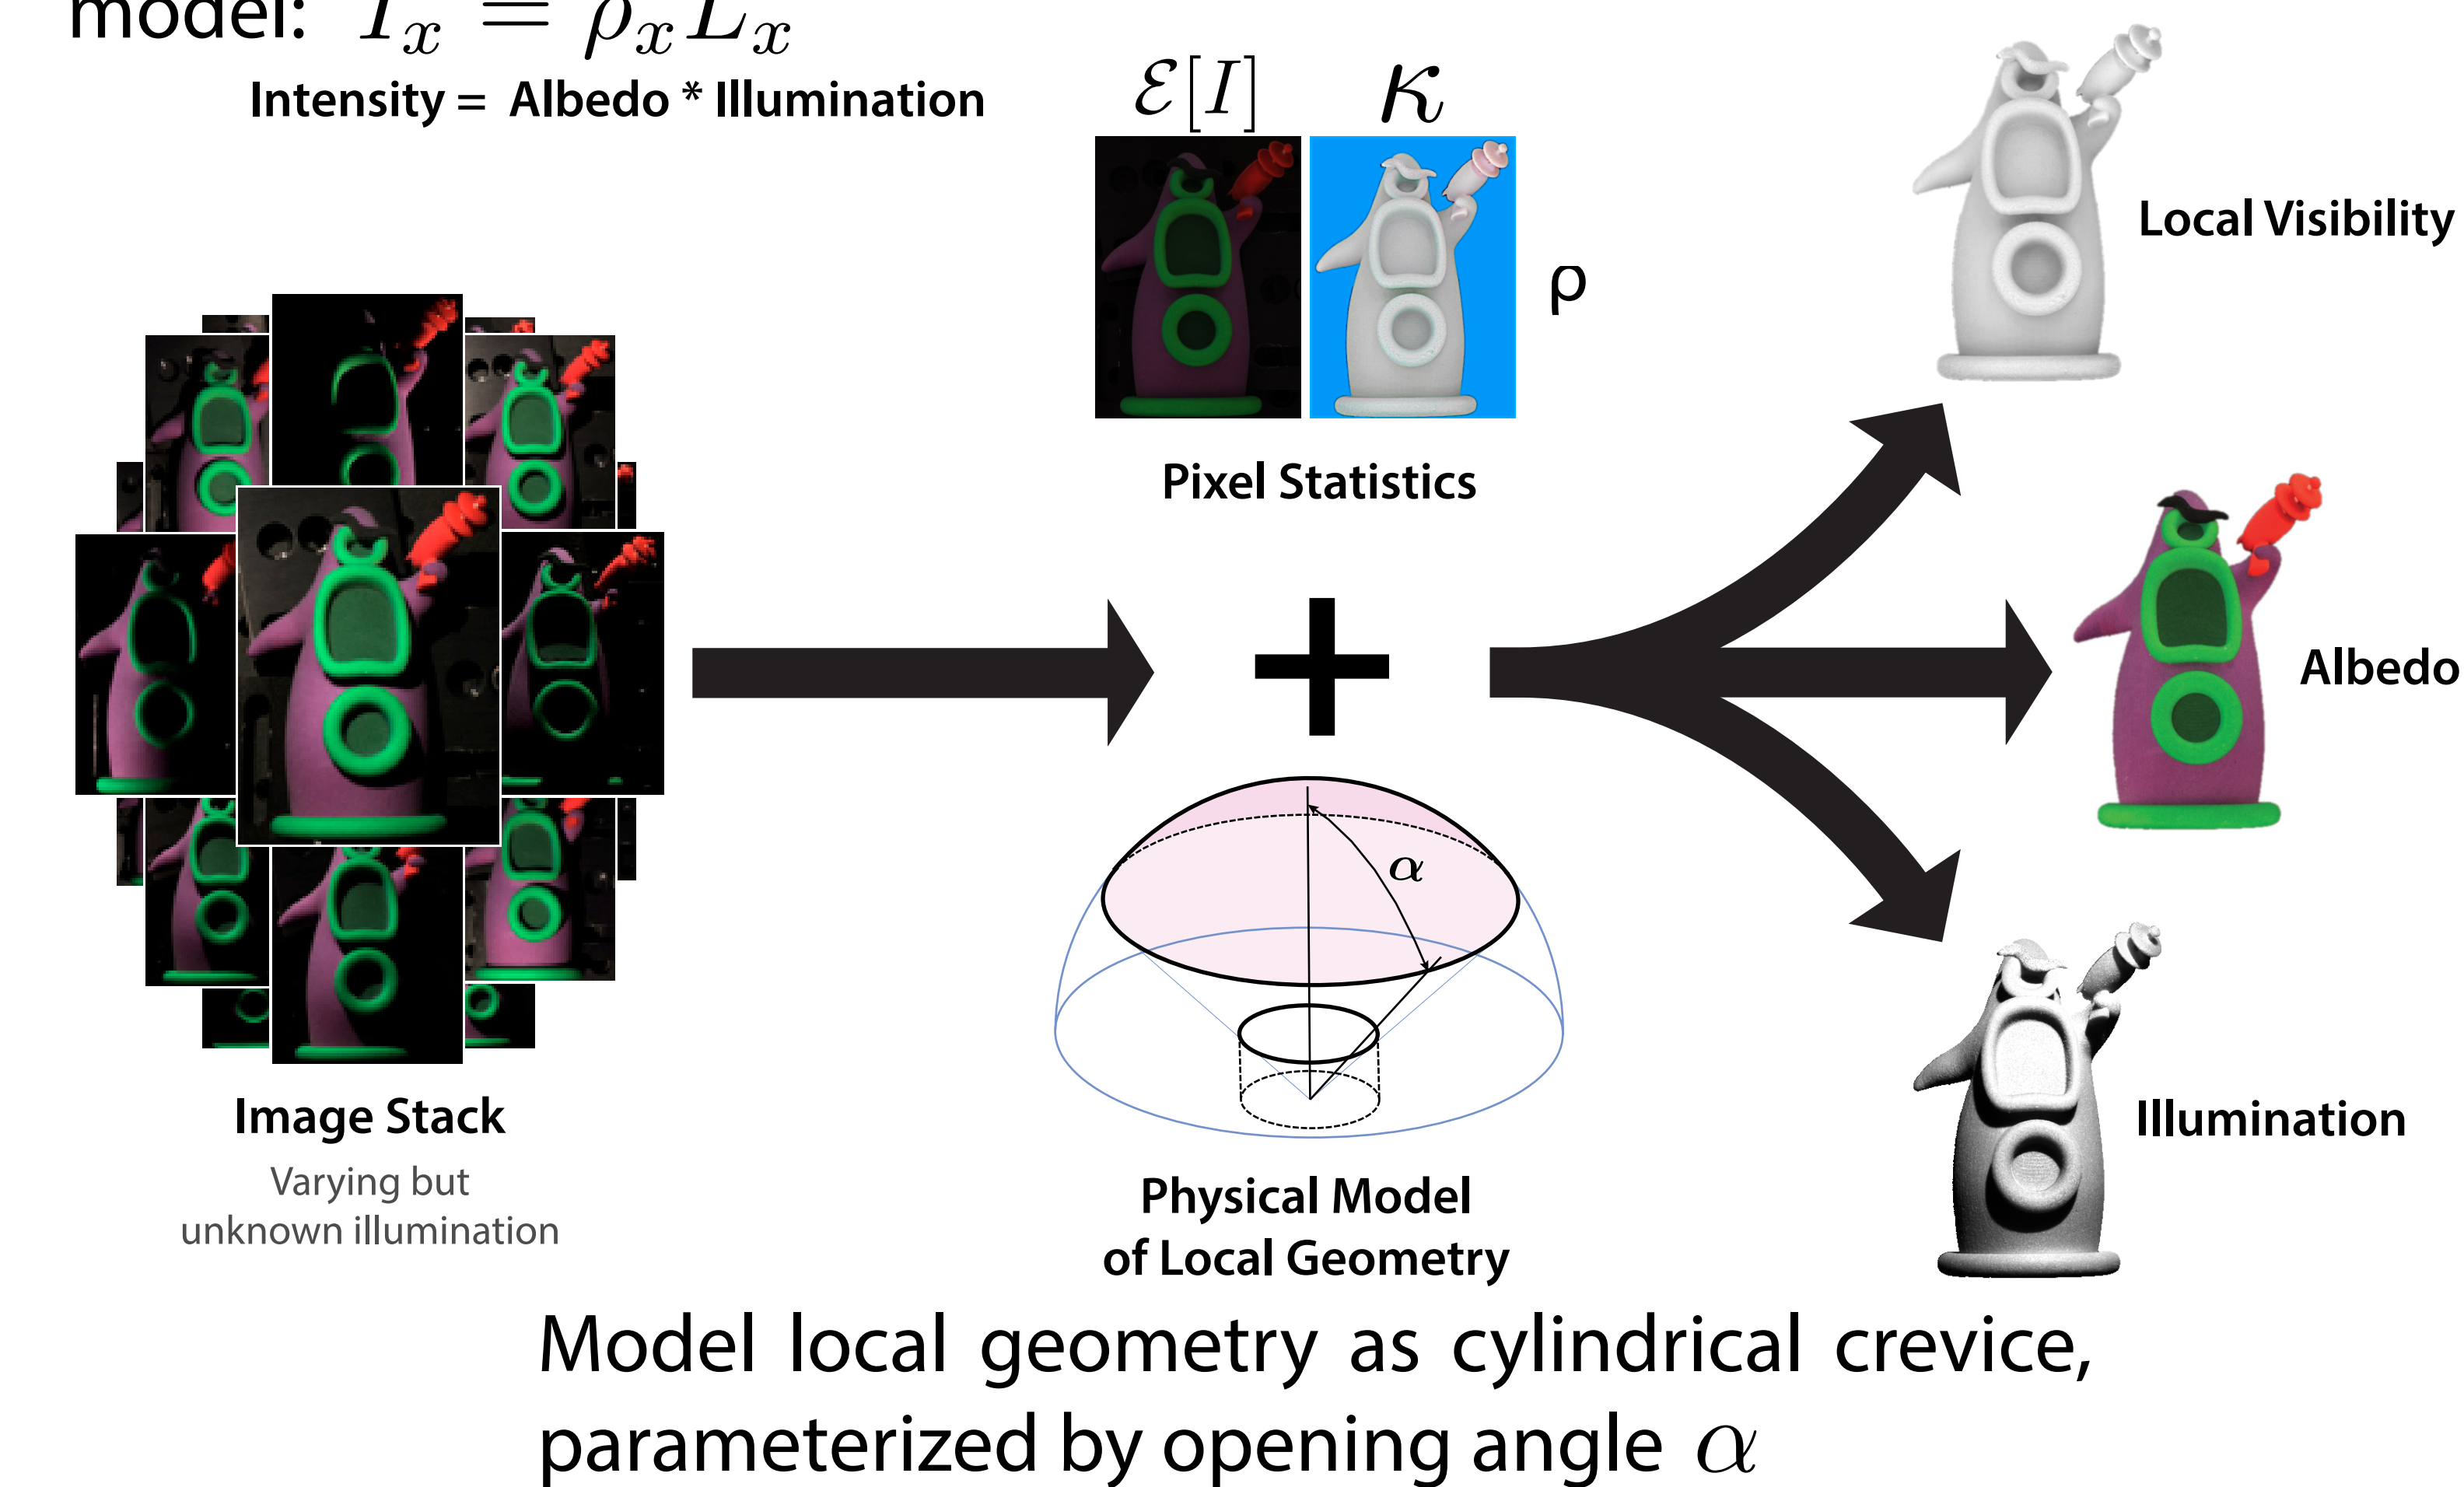 model: I_x = ρ_x L_x
Intensity = Albedo * Illumination
ℰ[I] κ
ρ
Pixel Statistics
Local Visibility
Albedo
α
Image Stack
Varying but
unknown illumination
Physical Model
of Local Geometry
Illumination
Model local geometry as cylindrical crevice,
parameterized by opening angle α